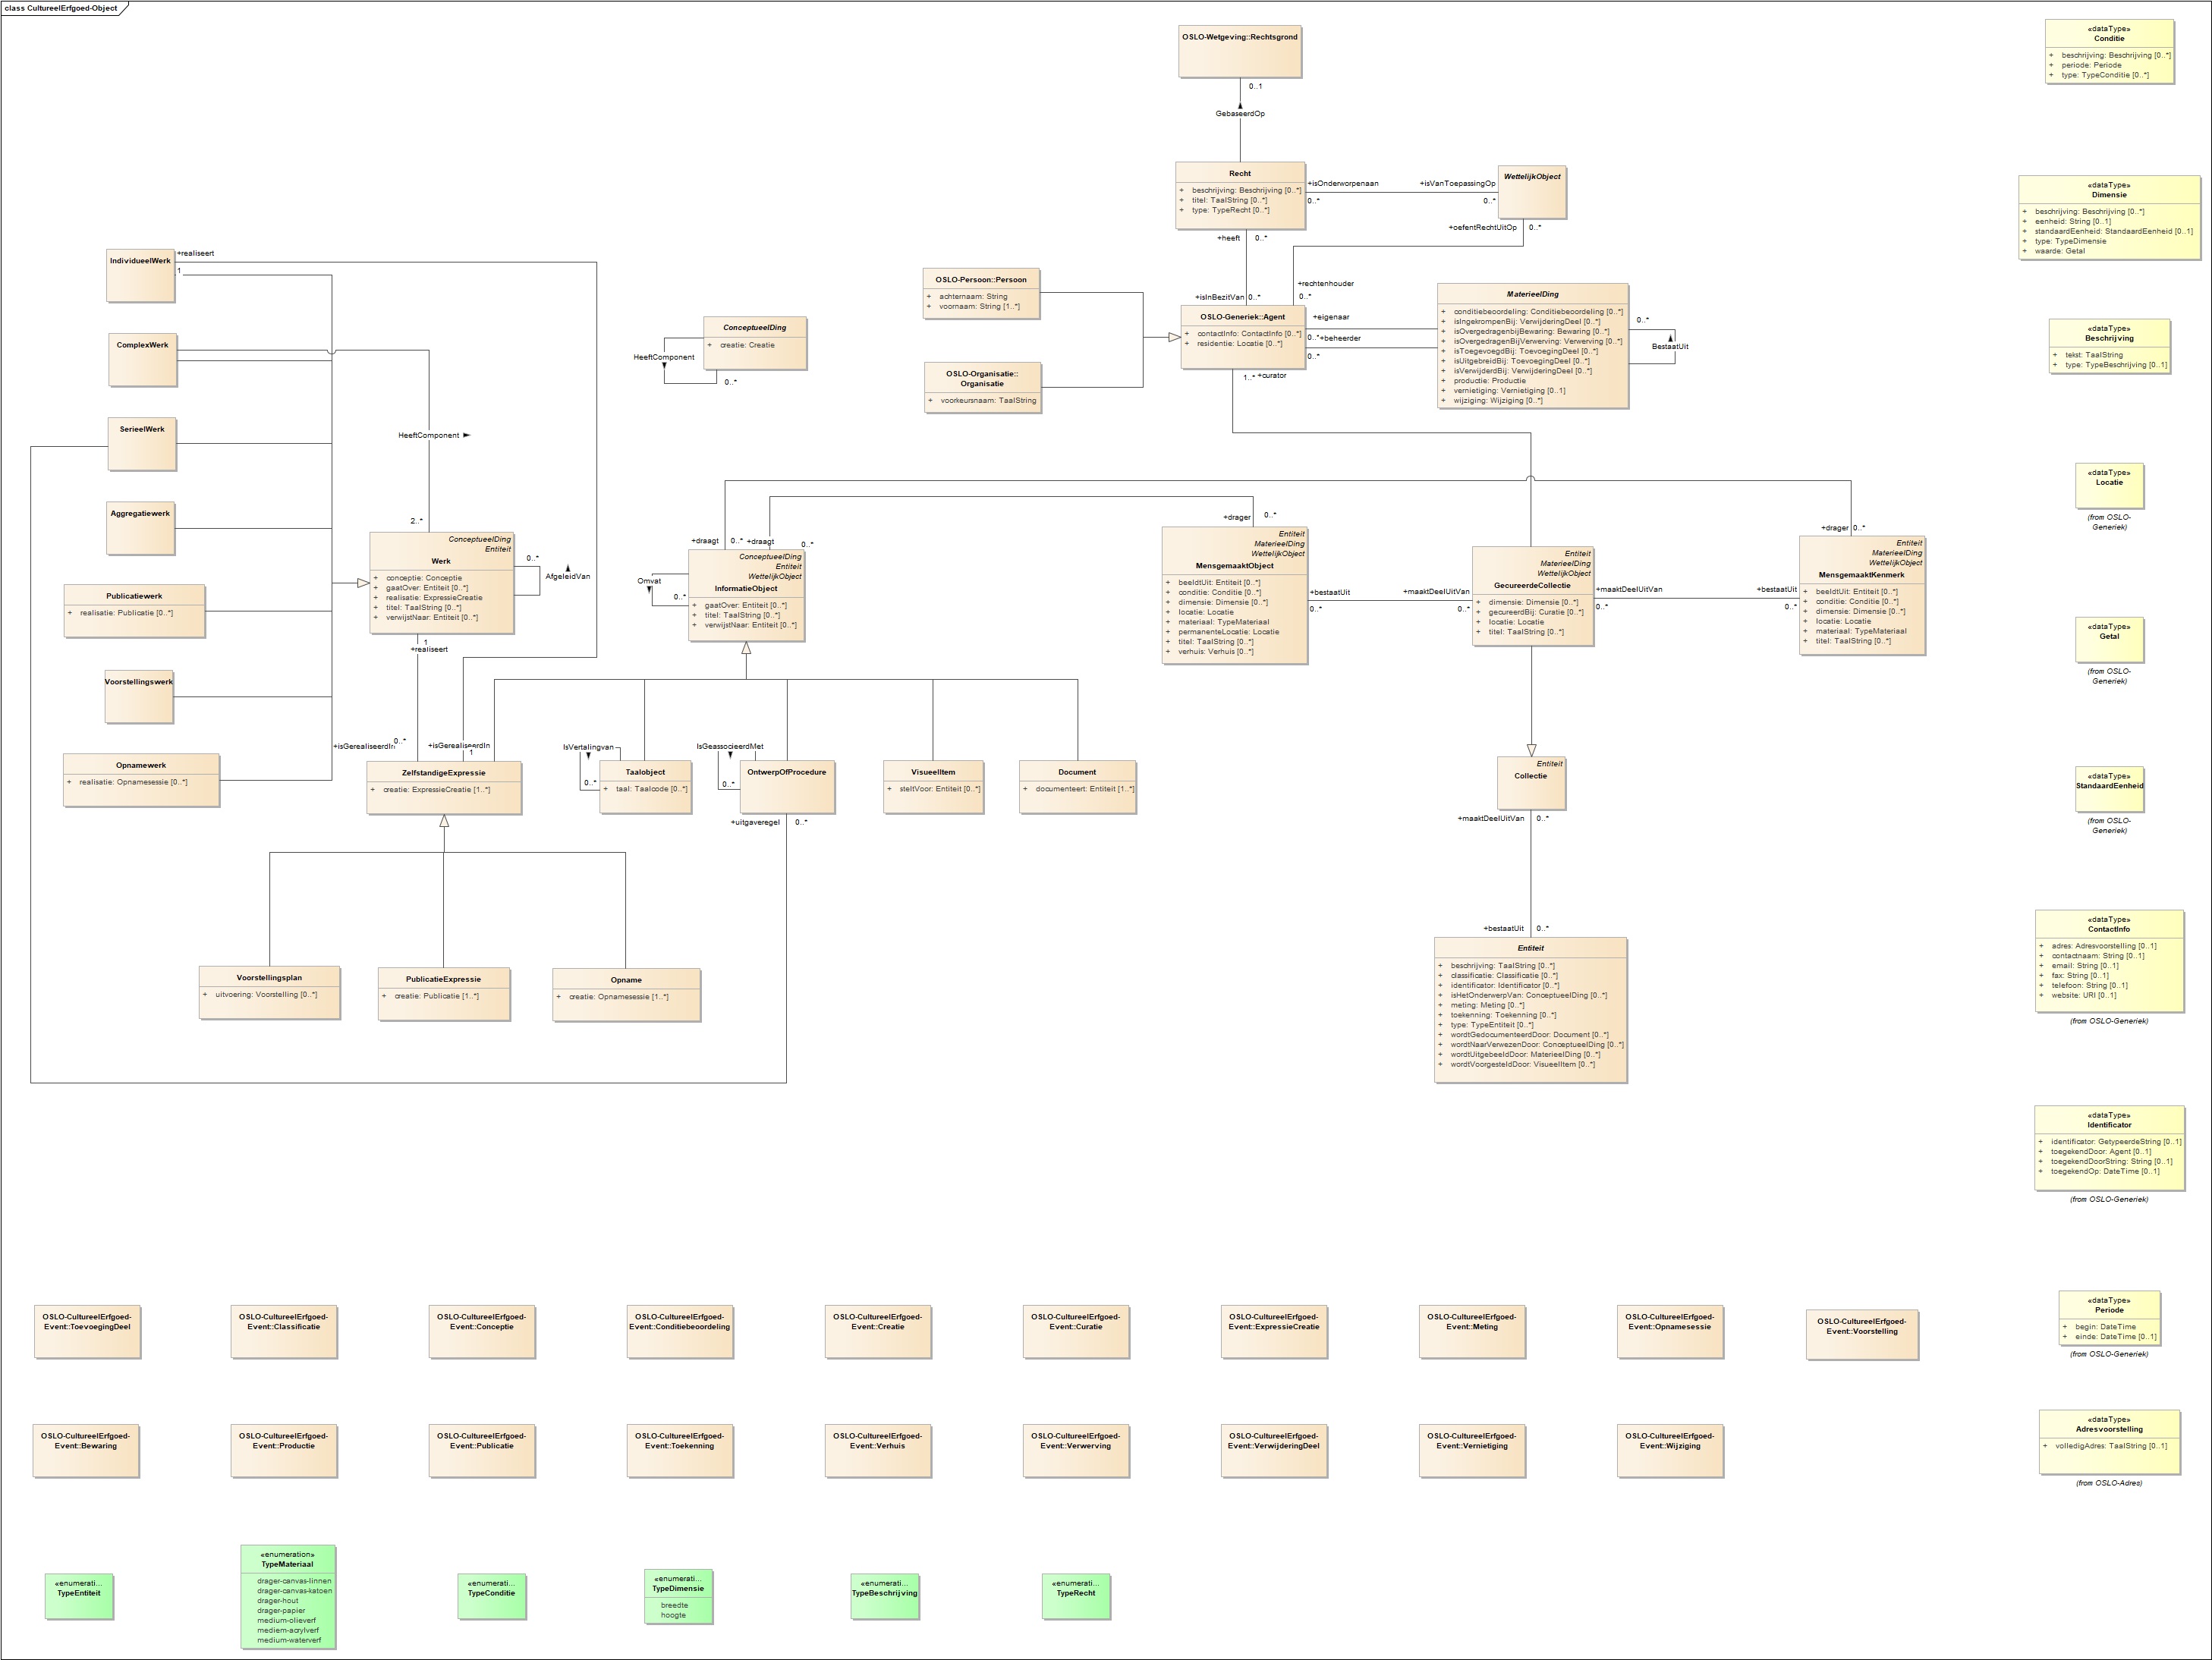 class CultureelErfgoed-Object
OSLO-Wetgeving::Rechtsgrond
0..1
GebaseerdOp
Recht
+ beschrijving: Beschrijving [0..*]
+ titel: TaalString [0..*]
+ type: TypeRecht [0..*]
+isOnderworpenaan
0..*
+isVanToepassingOp
0..*
WettelijkObject
+oefentRechtUitOp
0..*
+heeft
0..*
+rechtenhouder
0..*
+isInBezitVan
0..*
OSLO-Persoon::Persoon
+ achternaam: String
+ voornaam: String [1..*]
OSLO-Organisatie::
Organisatie
+ voorkeursnaam: TaalString
OSLO-Generiek::Agent
+ contactInfo: ContactInfo [0..*]
+ residentie: Locatie [0..*]
+eigenaar
0..*
+beheerder
0..*
1..*
+curator
MaterieelDing
+ conditiebeoordeling: Conditiebeoordeling [0..*]
+ isIngekrompenBij: VerwijderingDeel [0..*]
+ isOvergedragenbijBewaring: Bewaring [0..*]
+ isOvergedragenBijVerwerving: Verwerving [0..*]
+ isToegevoegdBij: ToevoegingDeel [0..*]
+ isUitgebreidBij: ToevoegingDeel [0..*]
+ isVerwijderdBij: VerwijderingDeel [0..*]
+ productie: Productie
+ vernietiging: Vernietiging [0..1]
+ wijziging: Wijziging [0..*]
0..*
BestaatUit
ConceptueelDing
+ creatie: Creatie
HeeftComponent
0..*
IndividueelWerk
+realiseert
1
ComplexWerk
SerieelWerk
Aggregatiewerk
Publicatiewerk
+ realisatie: Publicatie [0..*]
Voorstellingswerk
Opnamewerk
+ realisatie: Opnamesessie [0..*]
HeeftComponent
2..*
ConceptueelDing
Entiteit
Werk
+ conceptie: Conceptie
+ gaatOver: Entiteit [0..*]
+ realisatie: ExpressieCreatie
+ titel: TaalString [0..*]
+ verwijstNaar: Entiteit [0..*]
0..*
AfgeleidVan
1
+realiseert
+draagt
0..*
+draagt
0..*
ConceptueelDing
Entiteit
WettelijkObject
InformatieObject
+ gaatOver: Entiteit [0..*]
+ titel: TaalString [0..*]
+ verwijstNaar: Entiteit [0..*]
Omvat
0..*
+drager
0..*
Entiteit
MaterieelDing
WettelijkObject
MensgemaaktObject
+ beeldtUit: Entiteit [0..*]
+ conditie: Conditie [0..*]
+ dimensie: Dimensie [0..*]
+ locatie: Locatie
+ materiaal: TypeMateriaal
+ permanenteLocatie: Locatie
+ titel: TaalString [0..*]
+ verhuis: Verhuis [0..*]
+bestaatUit
0..*
+maaktDeelUitVan
0..*
Entiteit
MaterieelDing
WettelijkObject
GecureerdeCollectie
+ dimensie: Dimensie [0..*]
+ gecureerdBij: Curatie [0..*]
+ locatie: Locatie
+ titel: TaalString [0..*]
+maaktDeelUitVan
0..*
+bestaatUit
0..*
+drager
0..*
Entiteit
MaterieelDing
WettelijkObject
MensgemaaktKenmerk
+ beeldtUit: Entiteit [0..*]
+ conditie: Conditie [0..*]
+ dimensie: Dimensie [0..*]
+ locatie: Locatie
+ materiaal: TypeMateriaal
+ titel: TaalString [0..*]
+isGerealiseerdIn
0..*
+isGerealiseerdIn
1
ZelfstandigeExpressie
+ creatie: ExpressieCreatie [1..*]
IsVertalingvan
0..*
Taalobject
+ taal: Taalcode [0..*]
IsGeassocieerdMet
0..*
OntwerpOfProcedure
+uitgaveregel
0..*
VisueelItem
+ steltVoor: Entiteit [0..*]
Document
+ documenteert: Entiteit [1..*]
Entiteit
Collectie
+maaktDeelUitVan
0..*
+bestaatUit
0..*
Entiteit
+ beschrijving: TaalString [0..*]
+ classificatie: Classificatie [0..*]
+ identificator: Identificator [0..*]
+ isHetOnderwerpVan: ConceptueelDing [0..*]
+ meting: Meting [0..*]
+ toekenning: Toekenning [0..*]
+ type: TypeEntiteit [0..*]
+ wordtGedocumenteerdDoor: Document [0..*]
+ wordtNaarVerwezenDoor: ConceptueelDing [0..*]
+ wordtUitgebeeldDoor: MaterieelDing [0..*]
+ wordtVoorgesteldDoor: VisueelItem [0..*]
Voorstellingsplan
+ uitvoering: Voorstelling [0..*]
PublicatieExpressie
+ creatie: Publicatie [1..*]
Opname
+ creatie: Opnamesessie [1..*]
«dataType»
Conditie
+ beschrijving: Beschrijving [0..*]
+ periode: Periode
+ type: TypeConditie [0..*]
«dataType»
Dimensie
+ beschrijving: Beschrijving [0..*]
+ eenheid: String [0..1]
+ standaardEenheid: StandaardEenheid [0..1]
+ type: TypeDimensie
+ waarde: Getal
«dataType»
Beschrijving
+ tekst: TaalString
+ type: TypeBeschrijving [0..1]
«dataType»
Locatie
(from OSLO-
Generiek)
«dataType»
Getal
(from OSLO-
Generiek)
«dataType»
StandaardEenheid
(from OSLO-
Generiek)
«dataType»
ContactInfo
+ adres: Adresvoorstelling [0..1]
+ contactnaam: String [0..1]
+ email: String [0..1]
+ fax: String [0..1]
+ telefoon: String [0..1]
+ website: URI [0..1]
(from OSLO-Generiek)
«dataType»
Identificator
+ identificator: GetypeerdeString [0..1]
+ toegekendDoor: Agent [0..1]
+ toegekendDoorString: String [0..1]
+ toegekendOp: DateTime [0..1]
(from OSLO-Generiek)
«dataType»
Periode
+ begin: DateTime
+ einde: DateTime [0..1]
(from OSLO-Generiek)
«dataType»
Adresvoorstelling
+ volledigAdres: TaalString [0..1]
(from OSLO-Adres)
OSLO-CultureelErfgoed-
Event::ToevoegingDeel
OSLO-CultureelErfgoed-
Event::Classificatie
OSLO-CultureelErfgoed-
Event::Conceptie
OSLO-CultureelErfgoed-
Event::Conditiebeoordeling
OSLO-CultureelErfgoed-
Event::Creatie
OSLO-CultureelErfgoed-
Event::Curatie
OSLO-CultureelErfgoed-
Event::ExpressieCreatie
OSLO-CultureelErfgoed-
Event::Meting
OSLO-CultureelErfgoed-
Event::Opnamesessie
OSLO-CultureelErfgoed-
Event::Voorstelling
OSLO-CultureelErfgoed-
Event::Bewaring
OSLO-CultureelErfgoed-
Event::Productie
OSLO-CultureelErfgoed-
Event::Publicatie
OSLO-CultureelErfgoed-
Event::Toekenning
OSLO-CultureelErfgoed-
Event::Verhuis
OSLO-CultureelErfgoed-
Event::Verwerving
OSLO-CultureelErfgoed-
Event::VerwijderingDeel
OSLO-CultureelErfgoed-
Event::Vernietiging
OSLO-CultureelErfgoed-
Event::Wijziging
«enumerati...
TypeEntiteit
«enumeration»
TypeMateriaal
drager-canvas-linnen
drager-canvas-katoen
drager-hout
drager-papier
medium-olieverf
mediem-acrylverf
medium-waterverf
«enumerati...
TypeConditie
«enumerati...
TypeDimensie
breedte
hoogte
«enumerati...
TypeBeschrijving
«enumerati...
TypeRecht